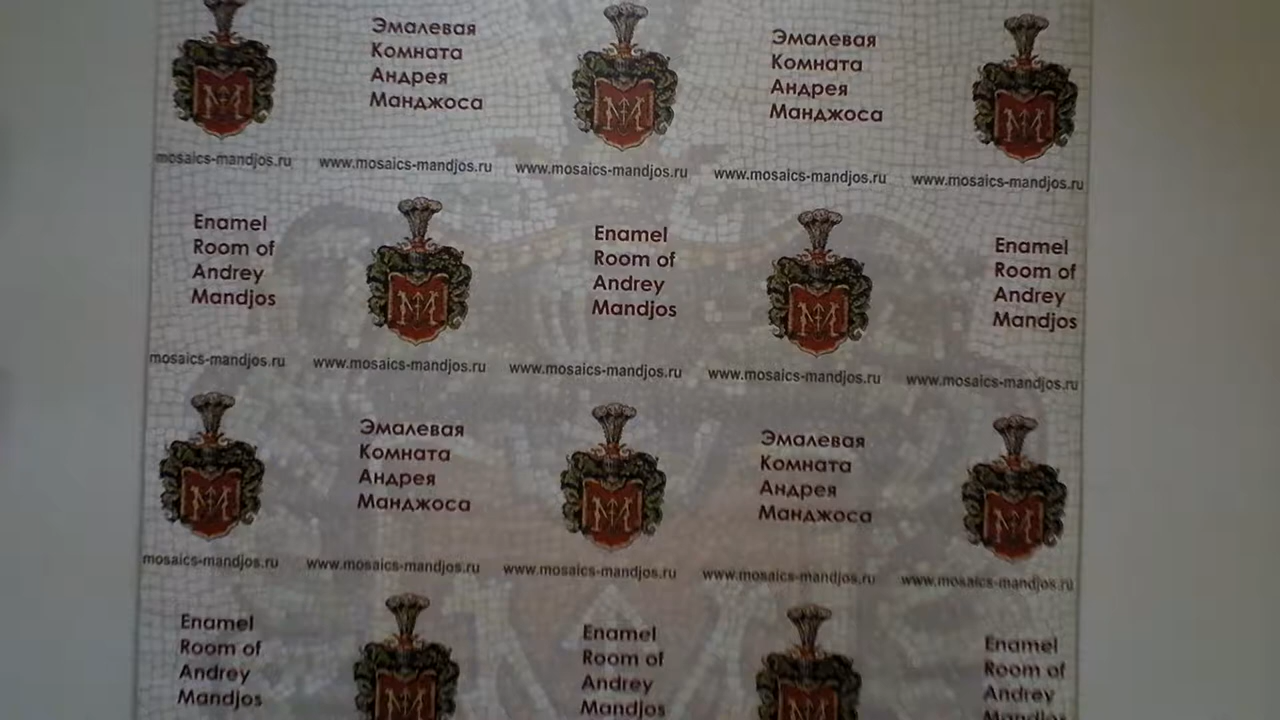 Эмалевая
Комната
Андрея
Манджоса
Эмалевая
Комната
Андрея
Манджоса
mosaics-mandjos.ru www.mosaics-mandjos.ru www.mosaics-mandjos.ru www.mosaics-mandjos.ru www.mosaics-mandjos.ru
Enamel
Room of
Andrey
Mandjos
Enamel
Room of
Andrey
Mandjos
Enamel
Room of
Andrey
Mandjos
mosaics-mandjos.ru www.mosaics-mandjos.ru www.mosaics-mandjos.ru www.mosaics-mandjos.ru www.mosaics-mandjos.ru
Эмалевая
Комната
Андрея
Манджоса
Эмалевая
Комната
Андрея
Манджоса
mosaics-mandjos.ru www.mosaics-mandjos.ru www.mosaics-mandjos.ru www.mosaics-mandjos.ru www.mosaics-mandjos.ru
Enamel
Room of
Andrey
Mandjos
Enamel
Room of
Andrey
Mandjos
Enamel
Room of
Andrey
Mandjos